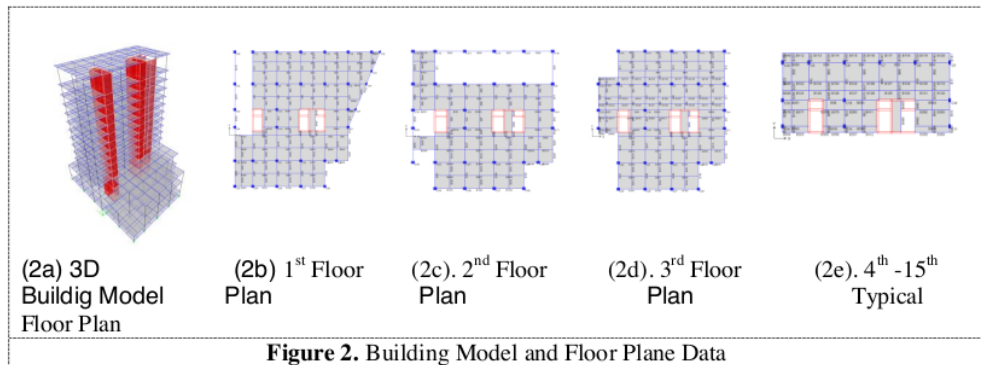 (2a) 3D
Buildig Model
Floor Plan
(2b) 1st Floor
Plan
(2c). 2nd Floor
Plan
(2d). 3rd Floor
Plan
(2e). 4th -15th
Typical
Figure 2. Building Model and Floor Plane Data